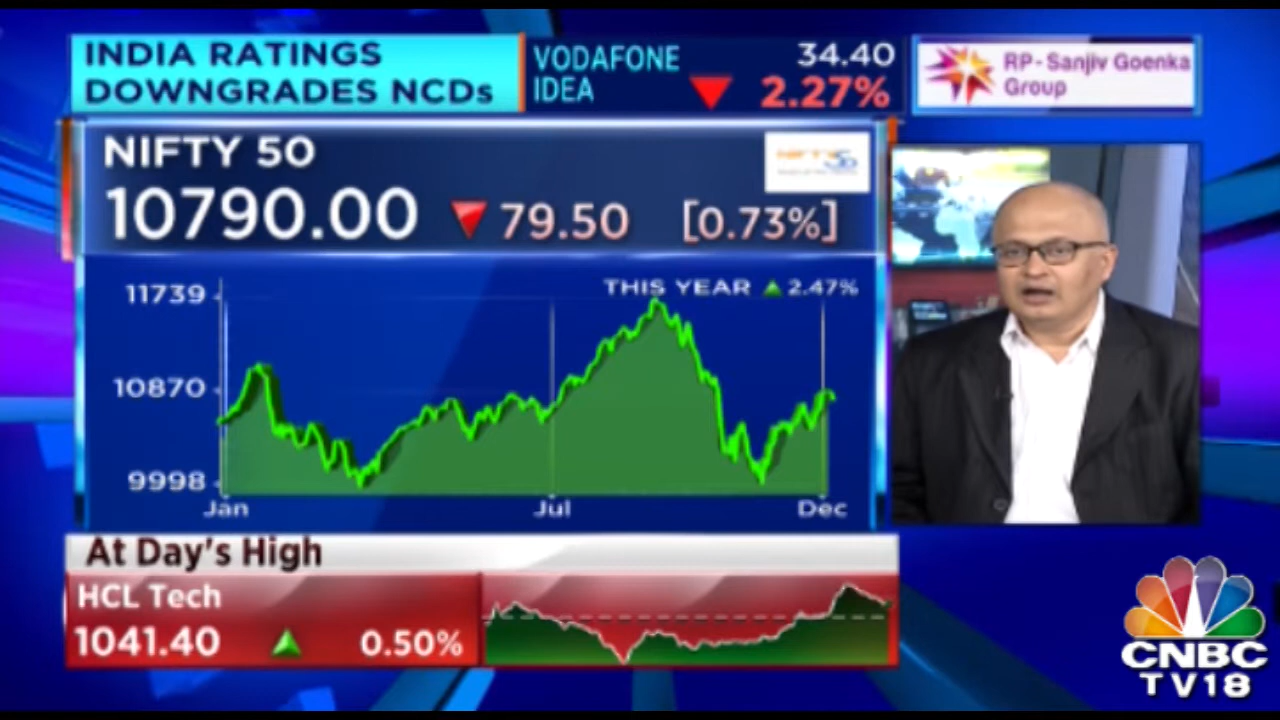 INDIA RATINGS
DOWNGRADES NCDs
VODAFONE
IDEA
34.40
2.27%
RP - Sanjiv Goenka
Group
NIFTY 50
10790.00 79.50 [0.73%]
THIS YEAR 2.47%
11739
10870
9998
Jan Jul Dec
At Day's High
HCL Tech
1041.40 0.50%
CNBC
TV18